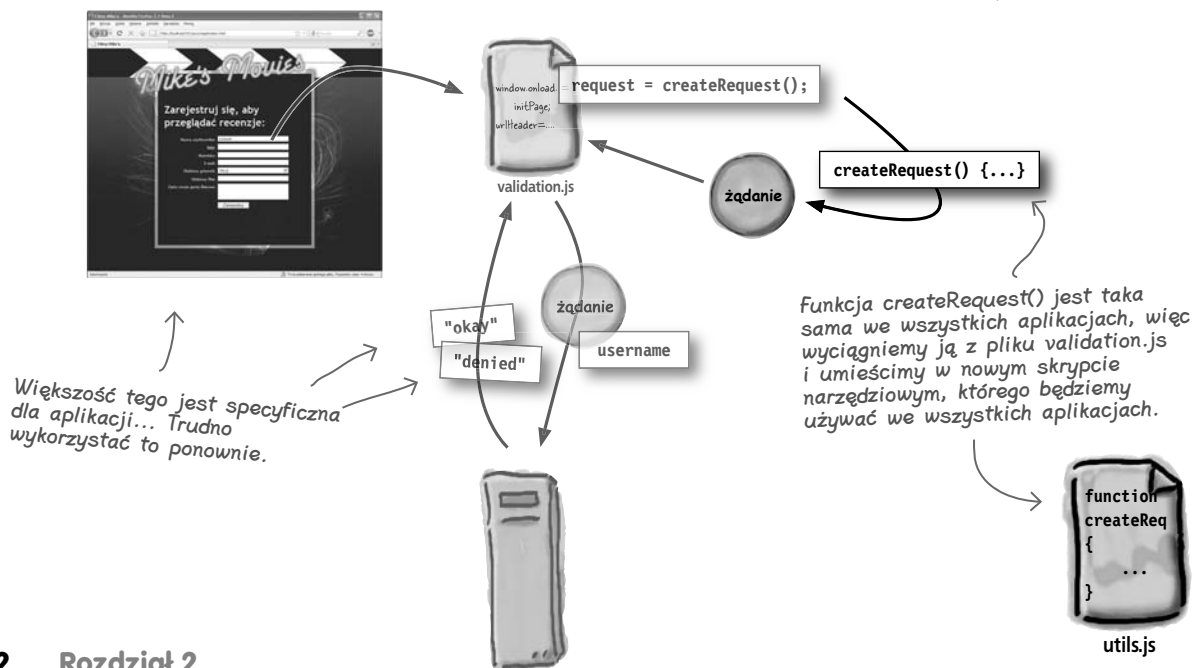 Mike's Movies
Zarejestruj się, aby
przeglądać recenzje:
window.onload =
initPage;
urlHeader=....
request = createRequest();
validation.js
createRequest() {...}
żądanie
żądanie
"okay"
"denied"
username
Funkcja createRequest() jest taka
sama we wszystkich aplikacjach, więc
wyciągniemy ją z pliku validation.js
i umieścimy w nowym skrypcie
narzędziowym, którego będziemy
używać we wszystkich aplikacjach.
Większość tego jest specyficzna
dla aplikacji... Trudno
wykorzystać to ponownie.
function
createReq
{
...
}
utils.js
2 Rozdział 2